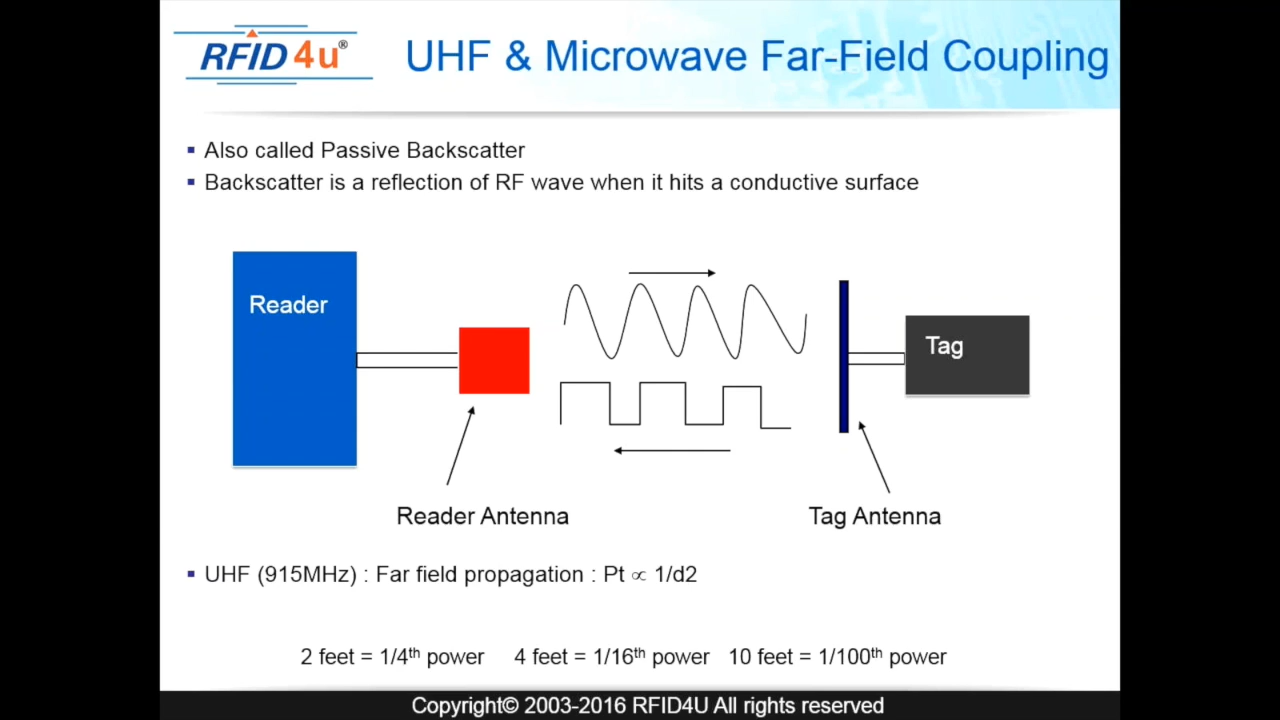 RFID4u®
UHF & Microwave Far-Field Coupling
Also called Passive Backscatter
Backscatter is a reflection of RF wave when it hits a conductive surface
Reader
Tag
Reader Antenna
Tag Antenna
UHF (915MHz) : Far field propagation : Pt ∝ 1/d2
2 feet = 1/4th power 4 feet = 1/16th power 10 feet = 1/100th power
Copyright© 2003-2016 RFID4U All rights reserved